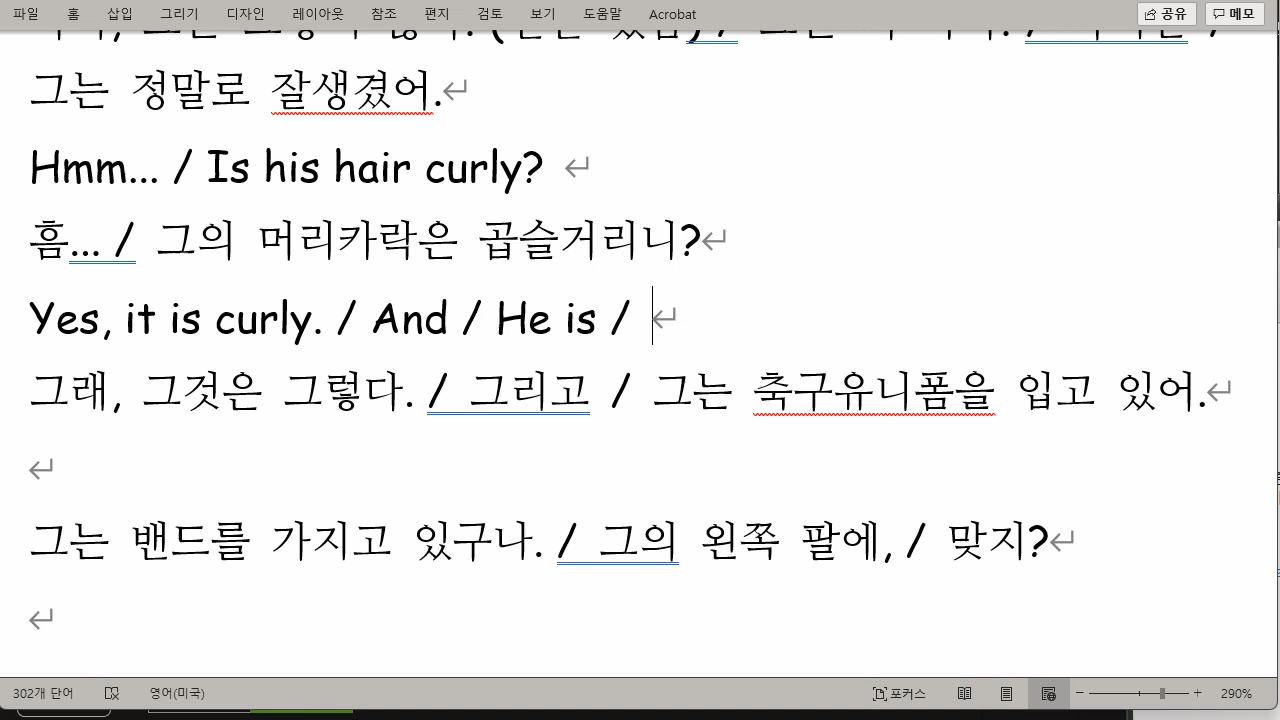 파일 홈 삽입 그리기 디자인 레이아웃 참조 편지 검토 보기 도움말 Acrobat 공유 메모
그는 정말로 잘생겼어.
Hmm... / Is his hair curly?
흠... / 그의 머리카락은 곱슬거리니?
Yes, it is curly. / And / He is /
그래, 그것은 그렇다. / 그리고 / 그는 축구유니폼을 입고 있어.
그는 밴드를 가지고 있구나. / 그의 왼쪽 팔에, / 맞지?
302개 단어 영어(미국) 포커스 290%